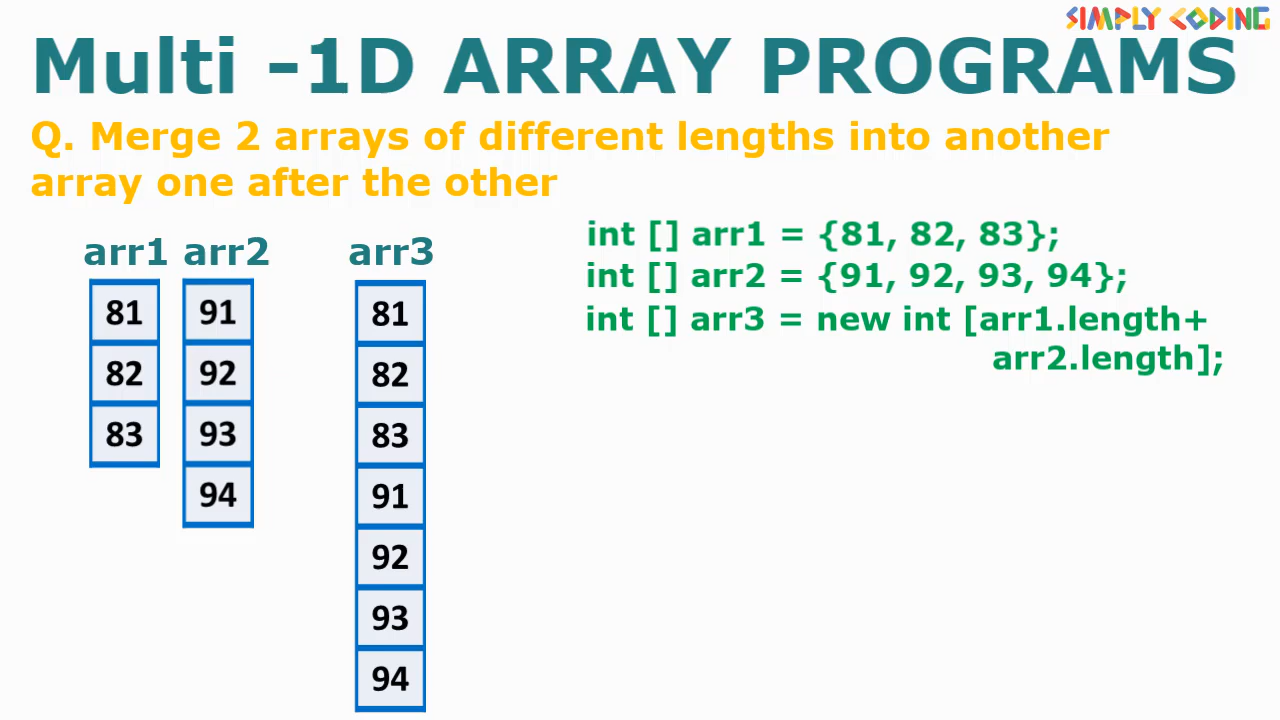 SIMPLY CODING
Multi -1D ARRAY PROGRAMS
Q. Merge 2 arrays of different lengths into another
array one after the other
arr1 arr2 arr3
81 91 81
82 92 82
83 93 83
94 91
92
93
94
int [] arr1 = {81, 82, 83};
int [] arr2 = {91, 92, 93, 94};
int [] arr3 = new int [arr1.length+
arr2.length];